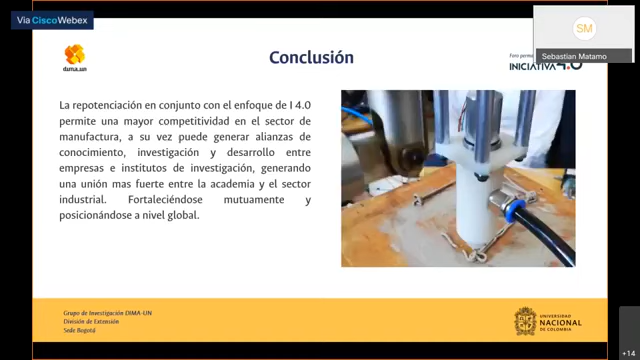 Via Cisco Webex
SM
Sebastian Matamo
DIMA-UN
Conclusión
Foro perma
INICIATIVA 4.0
La repotenciación en conjunto con el enfoque de I 4.0
permite una mayor competitividad en el sector de
manufactura, a su vez puede generar alianzas de
conocimiento, investigación y desarrollo entre
empresas e institutos de investigación, generando
una unión mas fuerte entre la academia y el sector
industrial. Fortaleciéndose mutuamente y
posicionándose a nivel global.
Grupo de Investigación DIMA-UN
División de Extensión
Sede Bogotá
UNIVERSIDAD
NACIONAL
DE COLOMBIA
+14